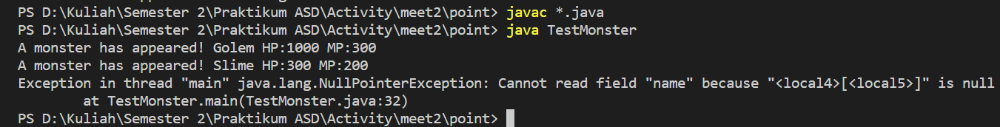 PS D:\Kuliah\Semester 2\Praktikum ASD\Activity\meet2\point> javac *.java
PS D:\Kuliah\Semester 2\Praktikum ASD\Activity\meet2\point> java TestMonster
A monster has appeared! Golem HP:1000 MP:300
A monster has appeared! Slime HP:300 MP:200
Exception in thread "main" java.lang.NullPointerException: Cannot read field "name" because "<local4>[<local5>]" is null
        at TestMonster.main(TestMonster.java:32)
PS D:\Kuliah\Semester 2\Praktikum ASD\Activity\meet2\point>